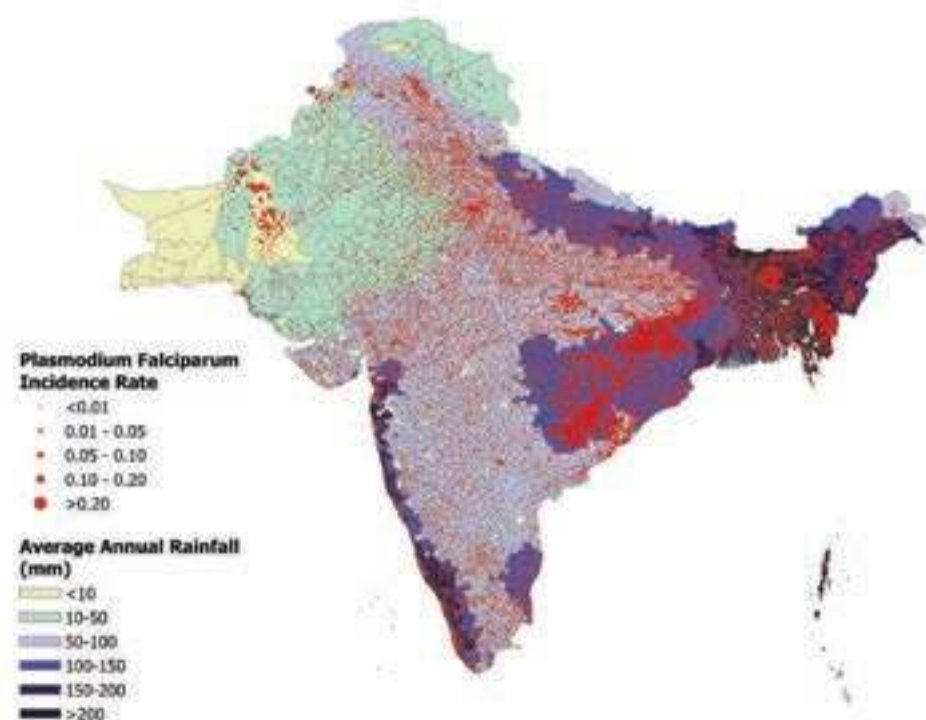 Plasmodium Falciparum
Incidence Rate
<0.01
0.01 - 0.05
0.05 - 0.10
0.10 - 0.20
>0.20
Average Annual Rainfall
(mm)
<10
10-50
50-100
100-150
150-200
>200